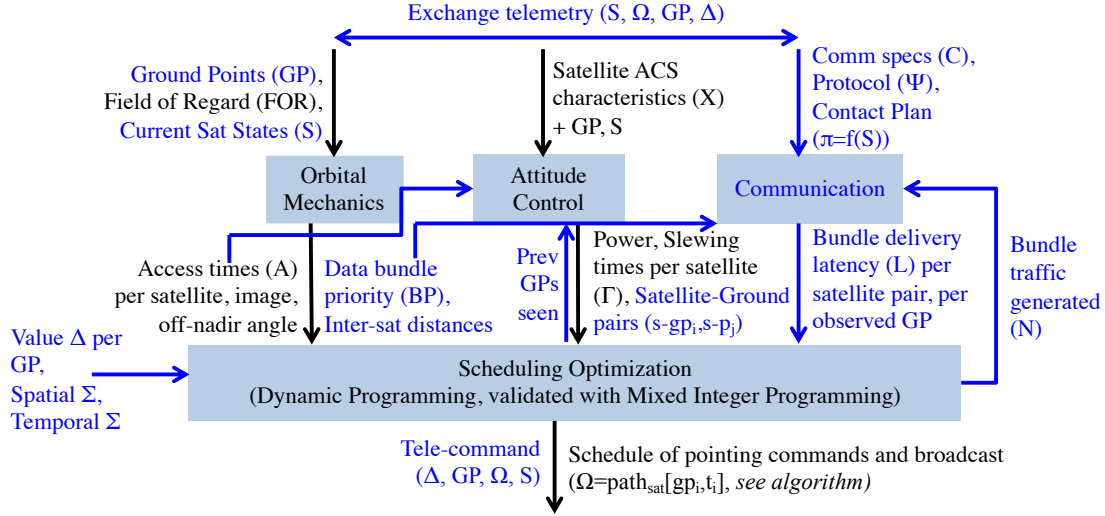 Exchange telemetry (S, Ω, GP, Δ)
Ground Points (GP),
Field of Regard (FOR),
Current Sat States (S)
Satellite ACS
characteristics (X)
+ GP, S
Comm specs (C),
Protocol (Ψ),
Contact Plan
(π=f(S))
Orbital
Mechanics
Attitude
Control
Communication
Access times (A)
per satellite, image,
off-nadir angle
Data bundle
priority (BP),
Inter-sat distances
Prev
GPs
seen
Power, Slewing
times per satellite
(Γ), Satellite-Ground
pairs (s-gpᵢ,s-pⱼ)
Bundle delivery
latency (L) per
satellite pair, per
observed GP
Bundle
traffic
generated
(N)
Value Δ per
GP,
Spatial Σ,
Temporal Σ
Scheduling Optimization
(Dynamic Programming, validated with Mixed Integer Programming)
Tele-command
(Δ, GP, Ω, S)
Schedule of pointing commands and broadcast
(Ω=path_sat[gpᵢ,tᵢ], see algorithm)